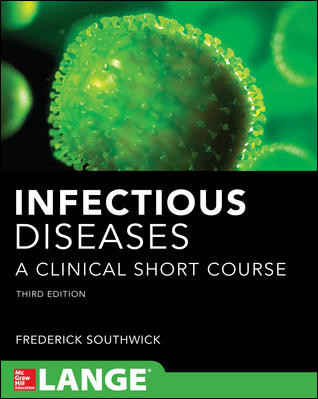 INFECTIOUS
DISEASES
A CLINICAL SHORT COURSE
THIRD EDITION
FREDERICK SOUTHWICK
Mc
Graw
Hill
Education
LANGE®